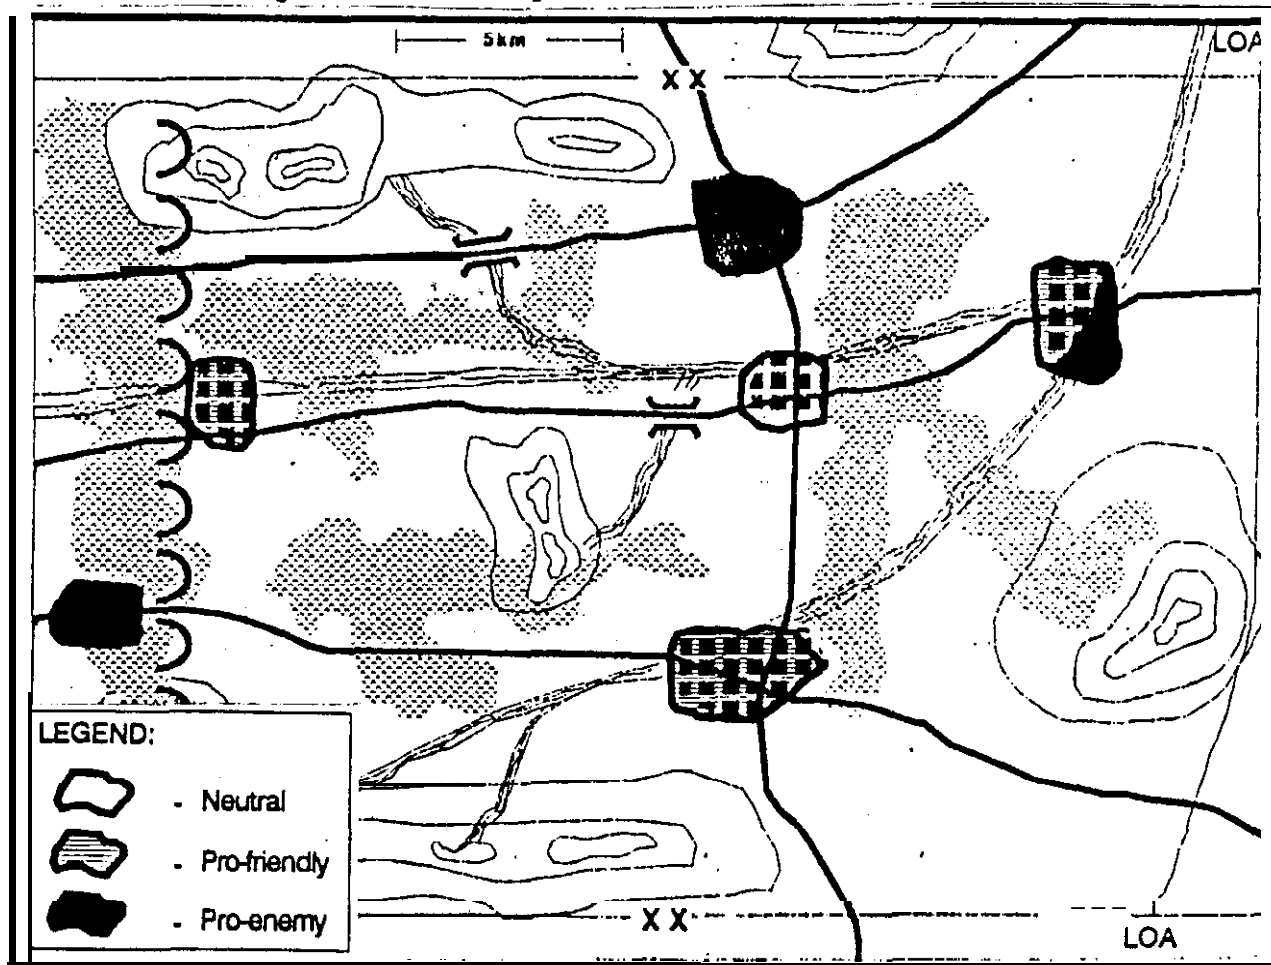 5km
LOA
X X
LEGEND:
- Neutral
- Pro-friendly
- Pro-enemy
X X
LOA